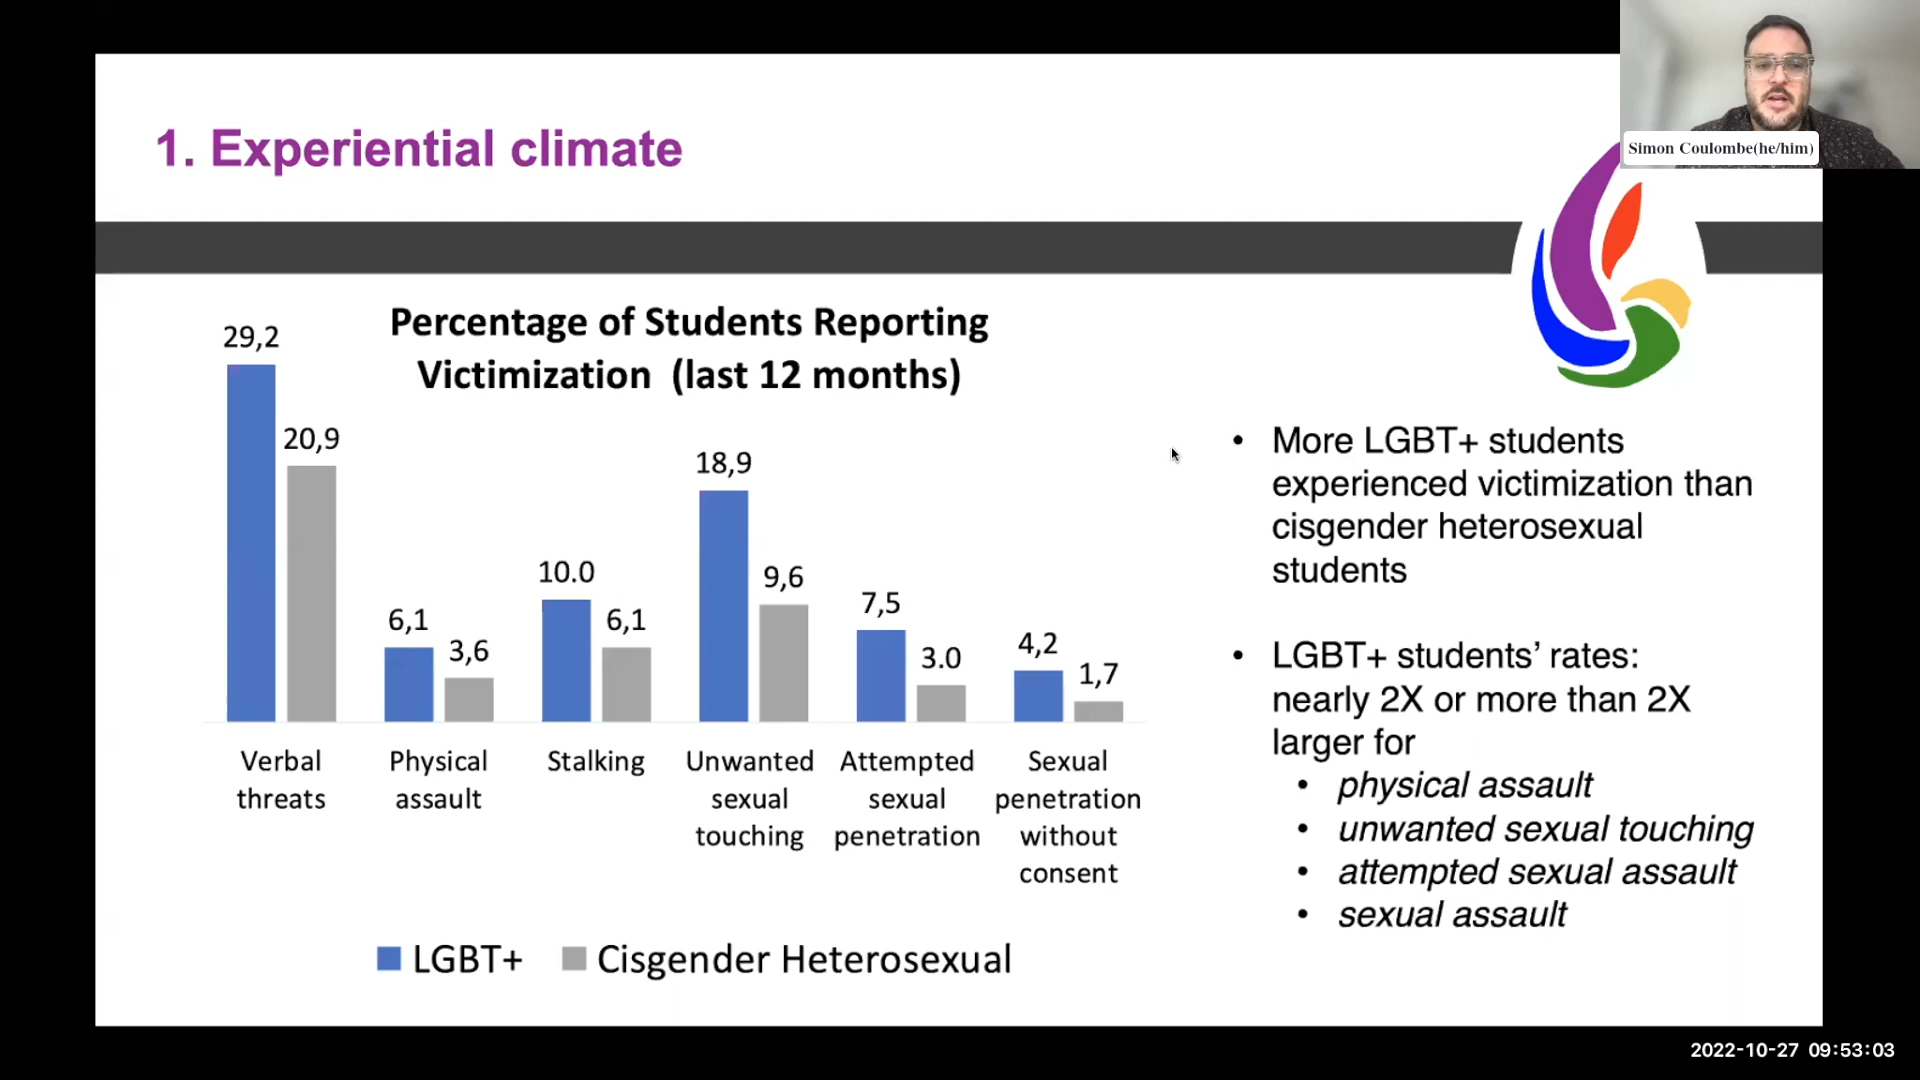 Simon Coulombe(he/him)
1. Experiential climate
Percentage of Students Reporting
Victimization (last 12 months)
29,2
20,9
6,1
3,6
10.0
6,1
18,9
9,6
7,5
3.0
4,2
1,7
Verbal
threats
Physical
assault
Stalking
Unwanted
sexual
touching
Attempted
sexual
penetration
Sexual
penetration
without
consent
LGBT+
Cisgender Heterosexual
• More LGBT+ students
experienced victimization than
cisgender heterosexual
students
• LGBT+ students’ rates:
nearly 2X or more than 2X
larger for
• physical assault
• unwanted sexual touching
• attempted sexual assault
• sexual assault
2022-10-27 09:53:03